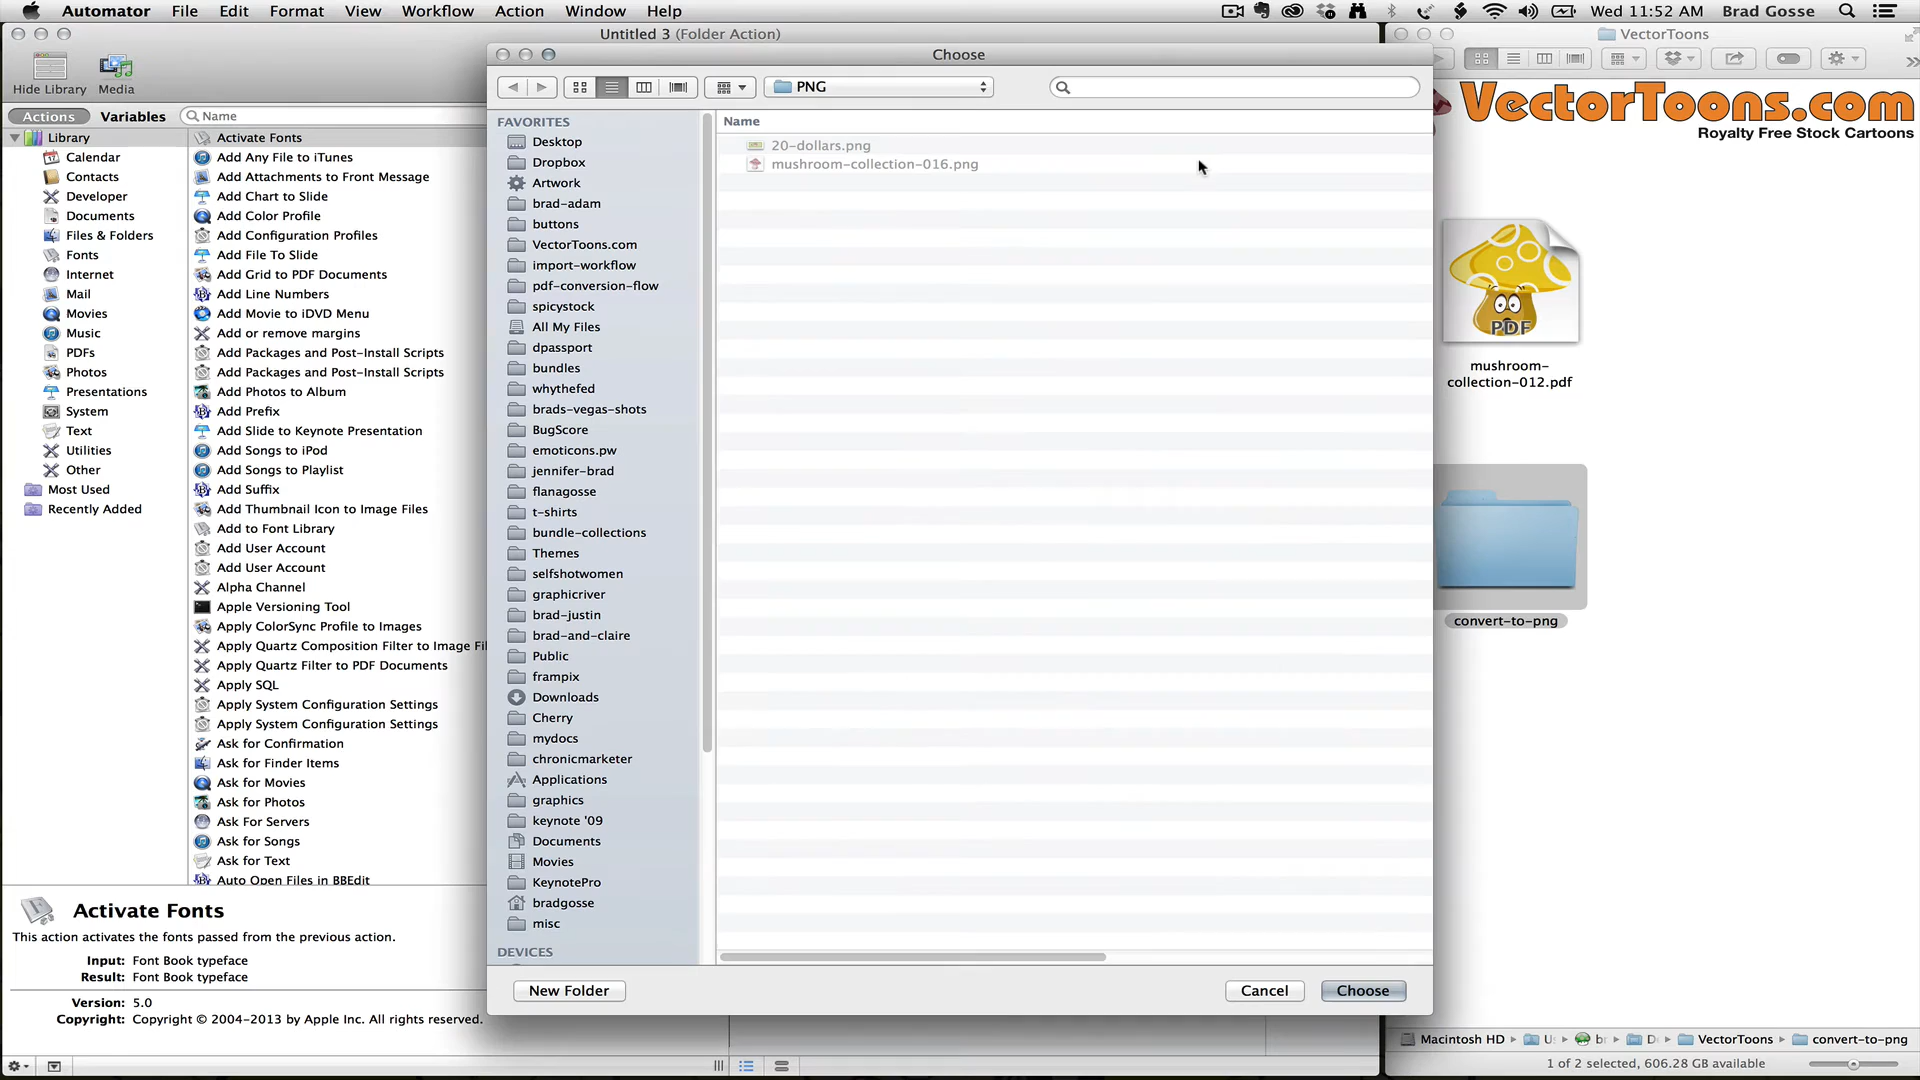 Automator File Edit Format View Workflow Action Window Help Wed 11:52 AM Brad Gosse
Untitled 3 (Folder Action)
Hide Library Media
Actions Variables Name
Library
Calendar
Contacts
Developer
Documents
Files & Folders
Fonts
Internet
Mail
Movies
Music
PDFs
Photos
Presentations
System
Text
Utilities
Other
Most Used
Recently Added
Activate Fonts
Add Any File to iTunes
Add Attachments to Front Message
Add Chart to Slide
Add Color Profile
Add Configuration Profiles
Add File To Slide
Add Grid to PDF Documents
Add Line Numbers
Add Movie to iDVD Menu
Add or remove margins
Add Packages and Post-Install Scripts
Add Packages and Post-Install Scripts
Add Photos to Album
Add Prefix
Add Slide to Keynote Presentation
Add Songs to iPod
Add Songs to Playlist
Add Suffix
Add Thumbnail Icon to Image Files
Add to Font Library
Add User Account
Add User Account
Alpha Channel
Apple Versioning Tool
Apply ColorSync Profile to Images
Apply Quartz Composition Filter to Image Fi
Apply Quartz Filter to PDF Documents
Apply SQL
Apply System Configuration Settings
Apply System Configuration Settings
Ask for Confirmation
Ask for Finder Items
Ask for Movies
Ask for Photos
Ask For Servers
Ask for Songs
Ask for Text
Auto Open Files in BBEdit
Activate Fonts
This action activates the fonts passed from the previous action.
Input: Font Book typeface
Result: Font Book typeface
Version: 5.0
Copyright: Copyright © 2004-2013 by Apple Inc. All rights reserved.
Choose
PNG
FAVORITES
Desktop
Dropbox
Artwork
brad-adam
buttons
VectorToons.com
import-workflow
pdf-conversion-flow
spicystock
All My Files
dpassport
bundles
whythefed
brads-vegas-shots
BugScore
emoticons.pw
jennifer-brad
flanagosse
t-shirts
bundle-collections
Themes
selfshotwomen
graphicriver
brad-justin
brad-and-claire
Public
frampix
Downloads
Cherry
mydocs
chronicmarketer
Applications
graphics
keynote '09
Documents
Movies
KeynotePro
bradgosse
misc
DEVICES
Name
20-dollars.png
mushroom-collection-016.png
New Folder Cancel Choose
VectorToons
VectorToons.com
Royalty Free Stock Cartoons
PDF
mushroom-
collection-012.pdf
convert-to-png
Macintosh HD U br D VectorToons convert-to-png
1 of 2 selected, 606.28 GB available